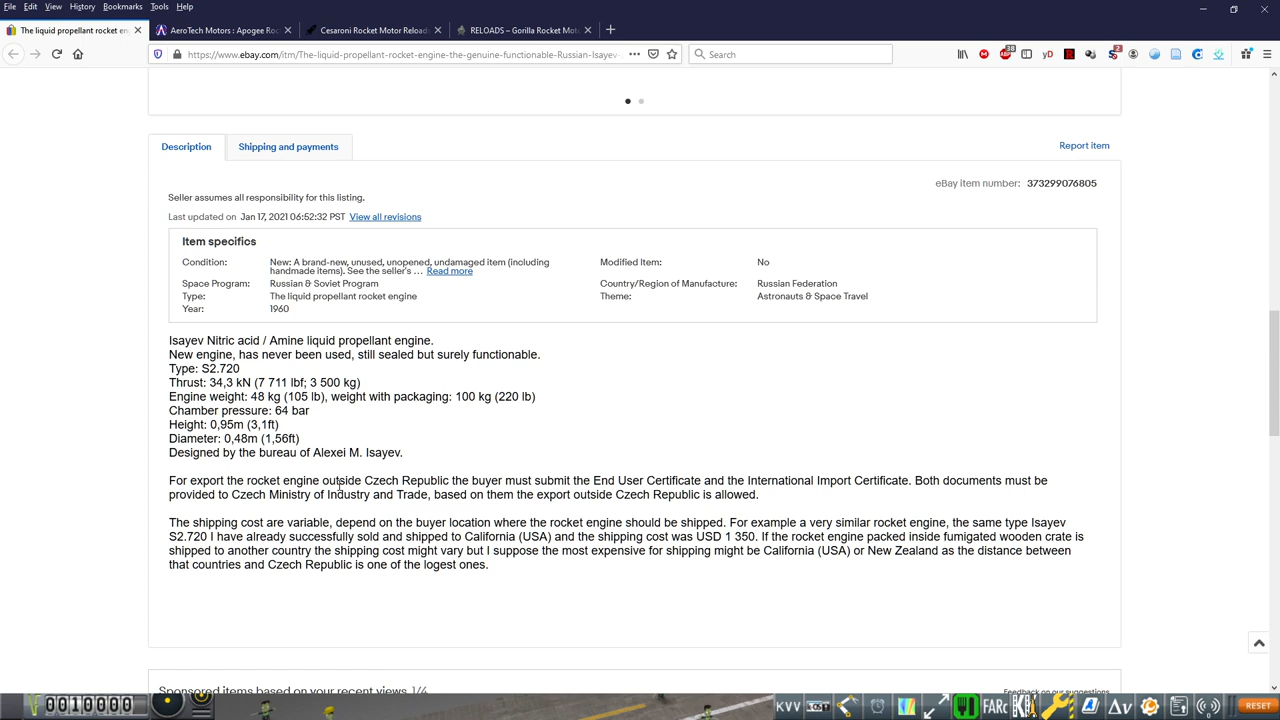 File Edit View History Bookmarks Tools Help
The liquid propellant rocket en
AeroTech Motors : Apogee Roc
Cesaroni Rocket Motor Reload
RELOADS – Gorilla Rocket Moto
https://www.ebay.com/itm/The-liquid-propellant-rocket-engine-the-genuine-functionable-Russian-Isayev-
Search
38
yD
2
Description
Shipping and payments
Report item
eBay item number: 373299076805
Seller assumes all responsibility for this listing.
Last updated on Jan 17, 2021 06:52:32 PST View all revisions
Item specifics
Condition: New: A brand-new, unused, unopened, undamaged item (including
handmade items). See the seller's ... Read more
Modified Item: No
Space Program: Russian & Soviet Program
Country/Region of Manufacture: Russian Federation
Type: The liquid propellant rocket engine
Theme: Astronauts & Space Travel
Year: 1960
Isayev Nitric acid / Amine liquid propellant engine.
New engine, has never been used, still sealed but surely functionable.
Type: S2.720
Thrust: 34,3 kN (7 711 lbf; 3 500 kg)
Engine weight: 48 kg (105 lb), weight with packaging: 100 kg (220 lb)
Chamber pressure: 64 bar
Height: 0,95m (3,1ft)
Diameter: 0,48m (1,56ft)
Designed by the bureau of Alexei M. Isayev.
For export the rocket engine outside Czech Republic the buyer must submit the End User Certificate and the International Import Certificate. Both documents must be
provided to Czech Ministry of Industry and Trade, based on them the export outside Czech Republic is allowed.
The shipping cost are variable, depend on the buyer location where the rocket engine should be shipped. For example a very similar rocket engine, the same type Isayev
S2.720 I have already successfully sold and shipped to California (USA) and the shipping cost was USD 1 350. If the rocket engine packed inside fumigated wooden crate is
shipped to another country the shipping cost might vary but I suppose the most expensive for shipping might be California (USA) or New Zealand as the distance between
that countries and Czech Republic is one of the logest ones.
Sponsored items based on your recent views 1/4
Feedback on our suggestions
0010000
KVV
FARc
Δv
RESET